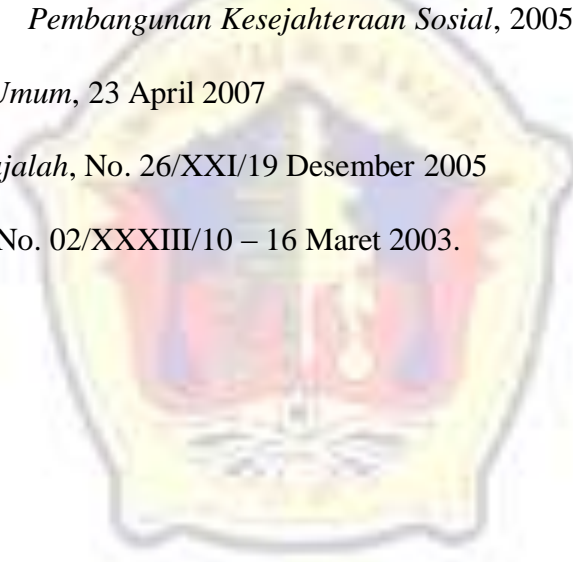 Pembangunan Kesejahteraan Sosial, 2005
Umum, 23 April 2007
ajalah, No. 26/XXI/19 Desember 2005
No. 02/XXXIII/10 – 16 Maret 2003.